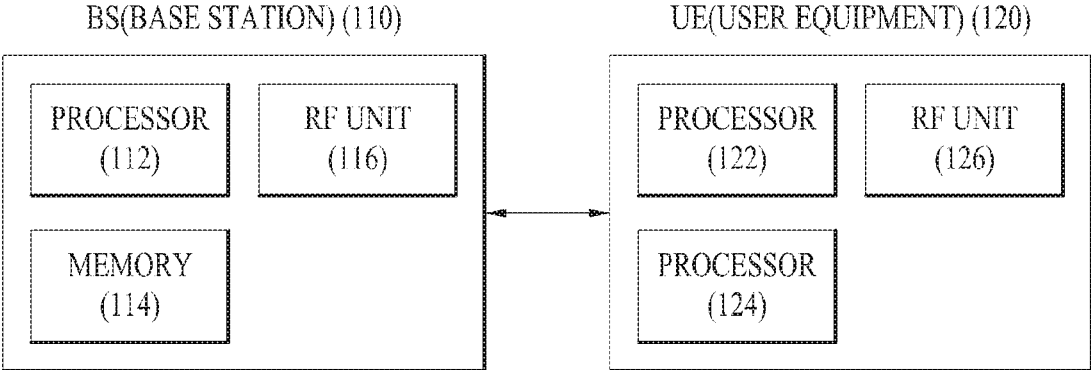 BS(BASE STATION) (110)
PROCESSOR
(112)
RF UNIT
(116)
MEMORY
(114)
UE(USER EQUIPMENT) (120)
PROCESSOR
(122)
RF UNIT
(126)
PROCESSOR
(124)